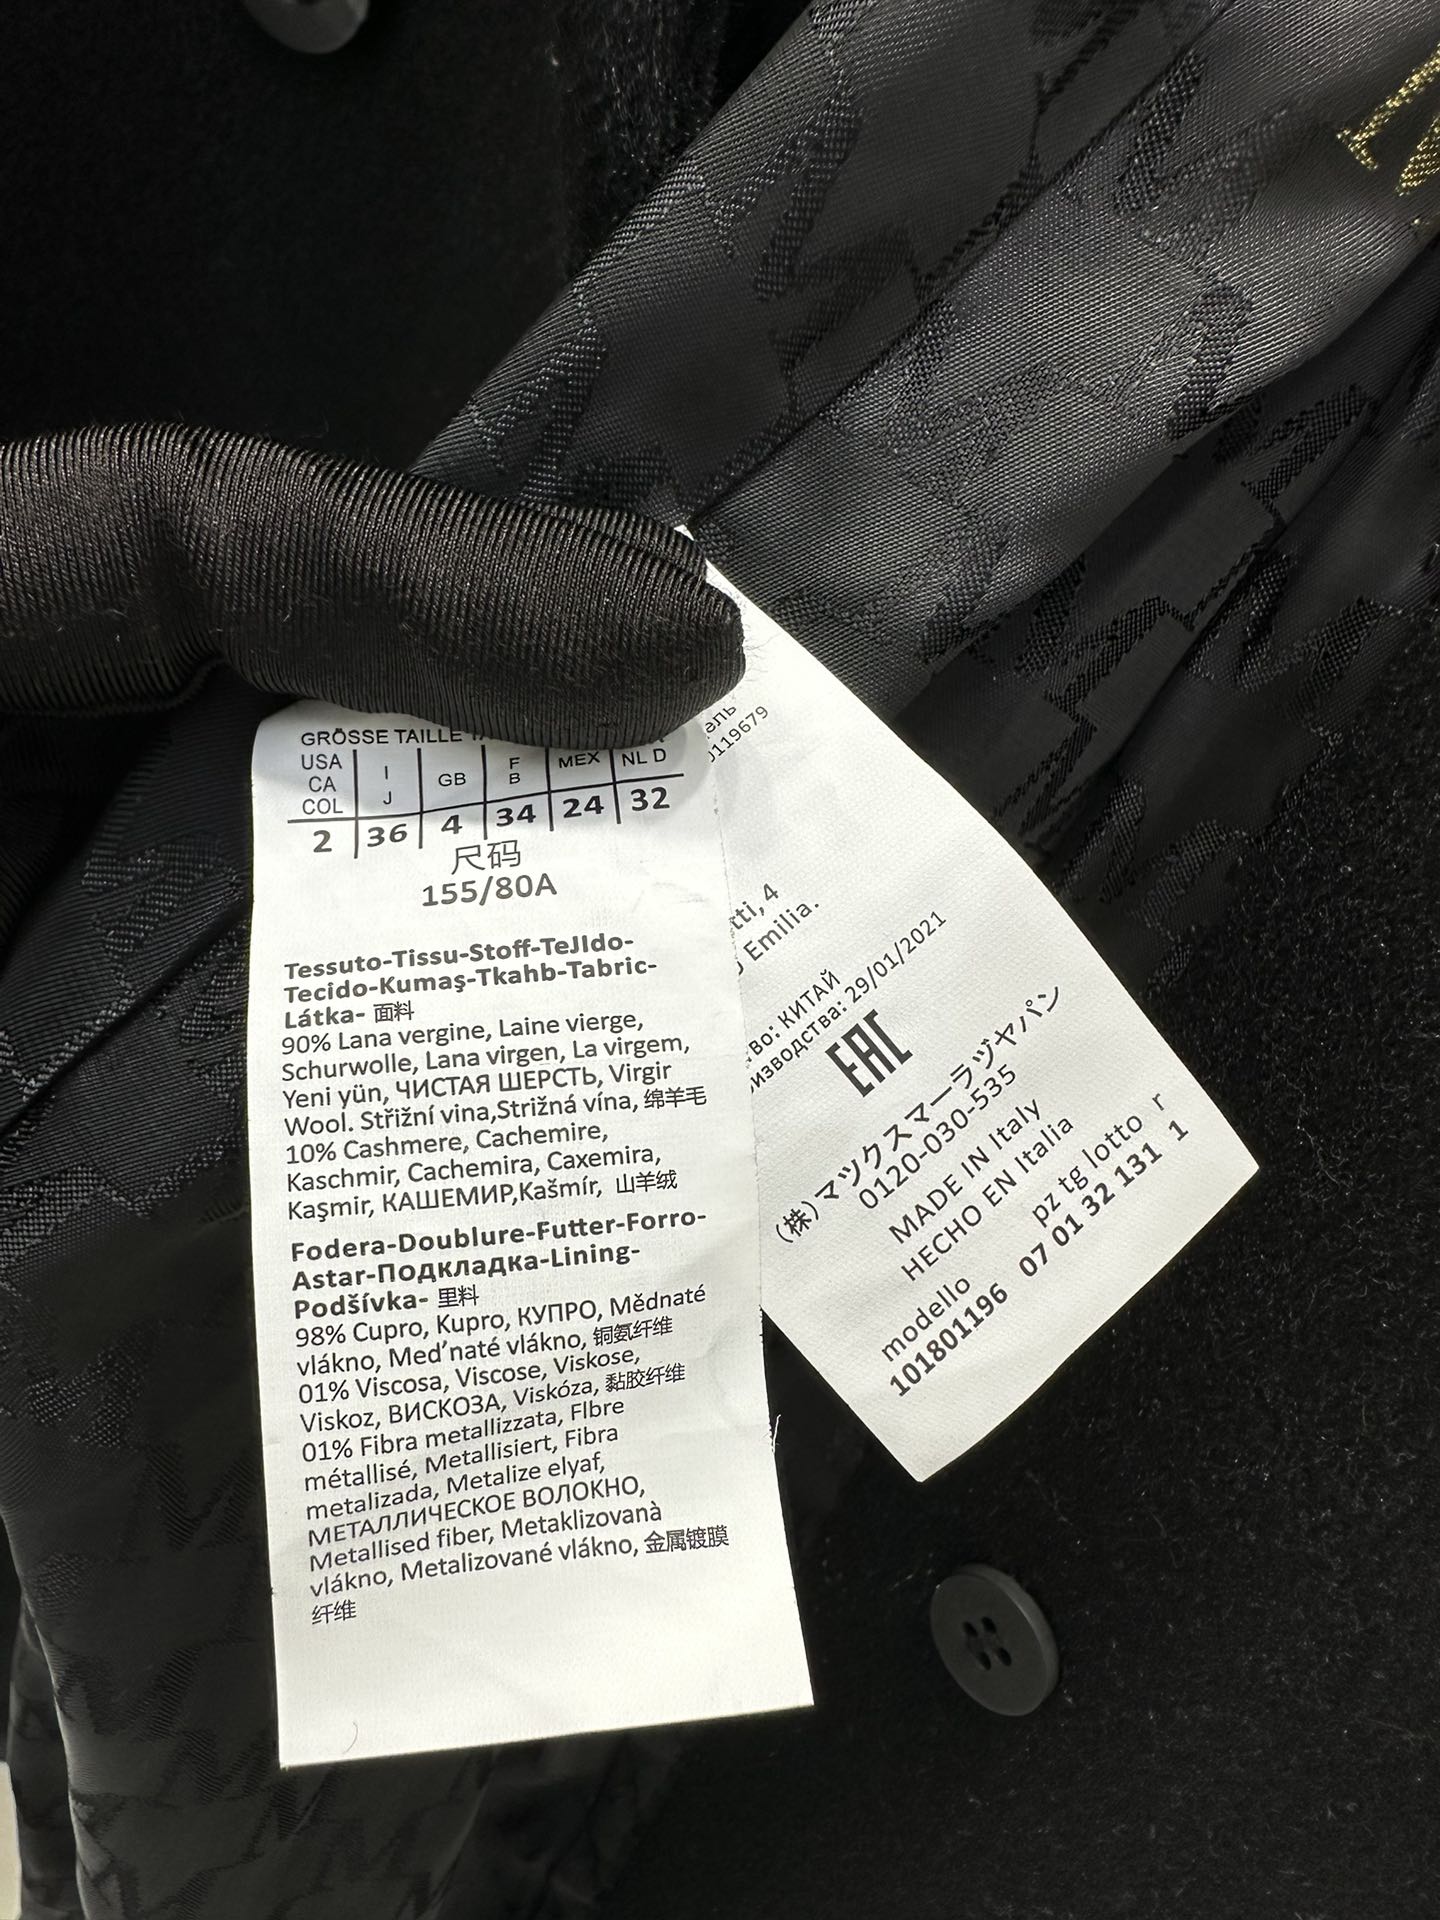 GRÖSSE TAILLE
USA
CA
COL
I
J
GB
F
B
MEX
NL D
2 36 4 34 24 32
尺码
155/80A
Tessuto-Tissu-Stoff-TeJIdo-
Tecido-Kumaş-Tkahb-Tabric-
Látka- 面料
90% Lana vergine, Laine vierge,
Schurwolle, Lana virgen, La virgem,
Yeni yün, ЧИСТАЯ ШЕРСТЬ, Virgir
Wool. Střižní vina,Strižná vína, 绵羊毛
10% Cashmere, Cachemire,
Kaschmir, Cachemira, Caxemira,
Kaşmir, КАШЕМИР,Kašmír, 山羊绒
Fodera-Doublure-Futter-Forro-
Astar-Подкладка-Lining-
Podšívka- 里料
98% Cupro, Kupro, КУПРО, Mědnaté
vlákno, Med'naté vlákno, 铜氨纤维
01% Viscosa, Viscose, Viskose,
Viskoz, ВИСКОЗА, Viskóza, 黏胶纤维
01% Fibra metallizzata, FIbre
métallisé, Metallisiert, Fibra
metalizada, Metalize elyaf,
МЕТАЛЛИЧЕСКОЕ ВОЛОКНО,
Metallised fiber, Metaklizovanà
vlákno, Metalizované vlákno, 金属镀膜
纤维
ель
0119679
tti, 4
Emilia.
во: КИТАЙ
изводства: 29/01/2021
EAC
(株)マツクスマーラヅヤパン
0120-030-535
MADE IN Italy
HECHO EN Italia
pz tg lotto r
modello
101801196 07 01 32 131 1